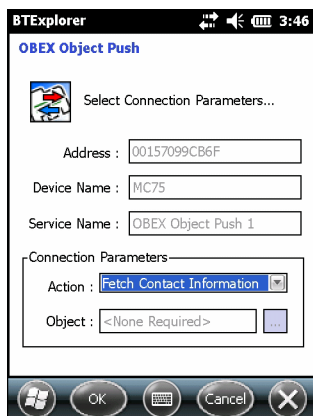 BTExplorer 3:46
OBEX Object Push
Select Connection Parameters...
Address : 00157099CB6F
Device Name : MC75
Service Name : OBEX Object Push 1
Connection Parameters
Action : Fetch Contact Information
Object : <None Required> ...
OK Cancel